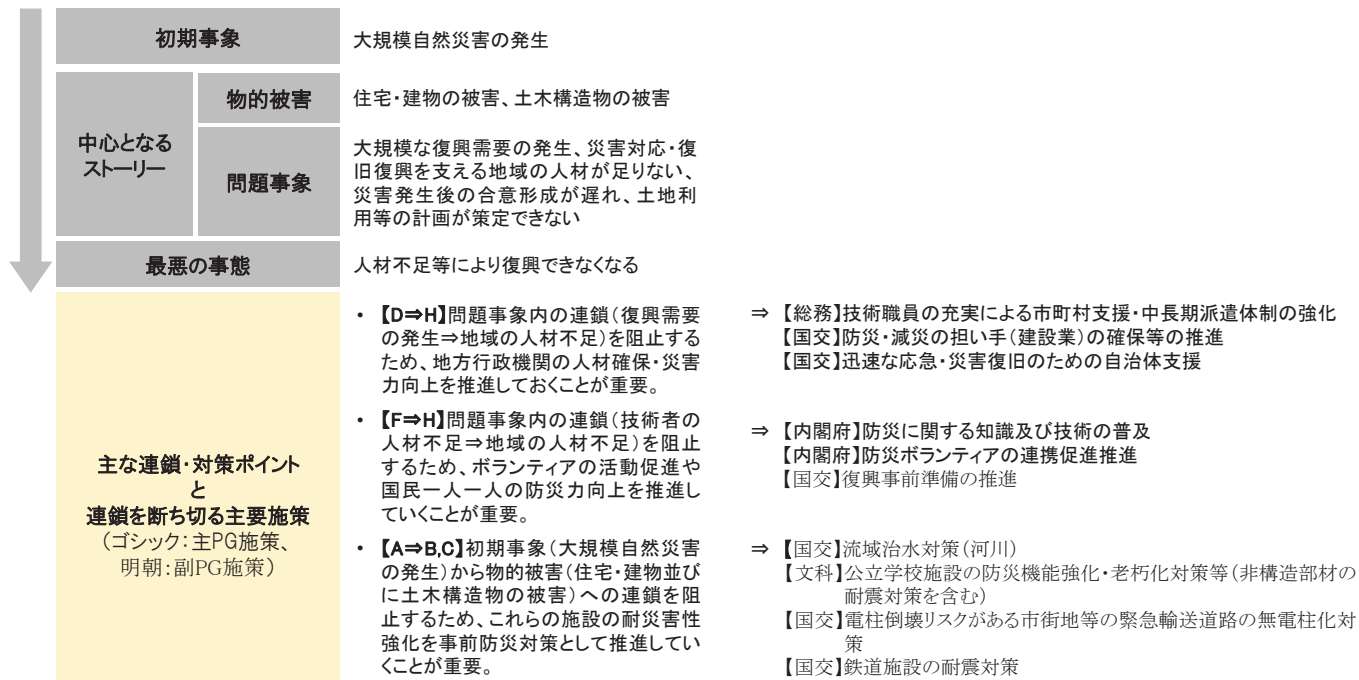 初期事象
大規模自然災害の発生
中心となる
ストーリー
物的被害
住宅・建物の被害、土木構造物の被害
問題事象
大規模な復興需要の発生、災害対応・復
旧復興を支える地域の人材が足りない、
災害発生後の合意形成が遅れ、土地利
用等の計画が策定できない
最悪の事態
人材不足等により復興できなくなる
主な連鎖・対策ポイント
と
連鎖を断ち切る主要施策
（ゴシック：主PG施策、
明朝：副PG施策）
・ 【D⇒H】問題事象内の連鎖（復興需要
の発生⇒地域の人材不足）を阻止する
ため、地方行政機関の人材確保・災害
力向上を推進しておくことが重要。
⇒ 【総務】技術職員の充実による市町村支援・中長期派遣体制の強化
【国交】防災・減災の担い手（建設業）の確保等の推進
【国交】迅速な応急・災害復旧のための自治体支援
・ 【F⇒H】問題事象内の連鎖（技術者の
人材不足⇒地域の人材不足）を阻止
するため、ボランティアの活動促進や
国民一人一人の防災力向上を推進し
ていくことが重要。
⇒ 【内閣府】防災に関する知識及び技術の普及
【内閣府】防災ボランティアの連携促進推進
【国交】復興事前準備の推進
・ 【A⇒B,C】初期事象（大規模自然災害
の発生）から物的被害（住宅・建物並び
に土木構造物の被害）への連鎖を阻
止するため、これらの施設の耐災害性
強化を事前防災対策として推進してい
くことが重要。
⇒ 【国交】流域治水対策（河川）
【文科】公立学校施設の防災機能強化・老朽化対策等（非構造部材の
耐震対策を含む）
【国交】電柱倒壊リスクがある市街地等の緊急輸送道路の無電柱化対
策
【国交】鉄道施設の耐震対策